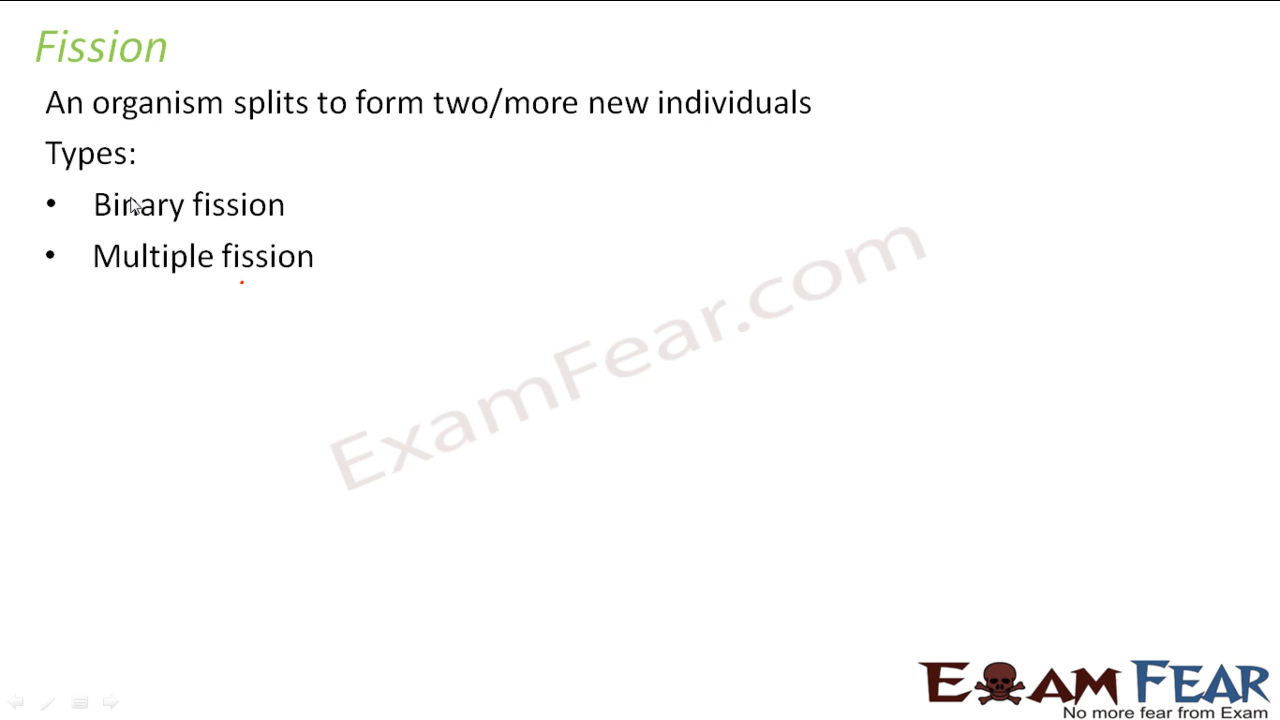 Fission
An organism splits to form two/more new individuals
Types:
• Binary fission
• Multiple fission
ExamFear.com
EXAM FEAR
No more fear from Exam